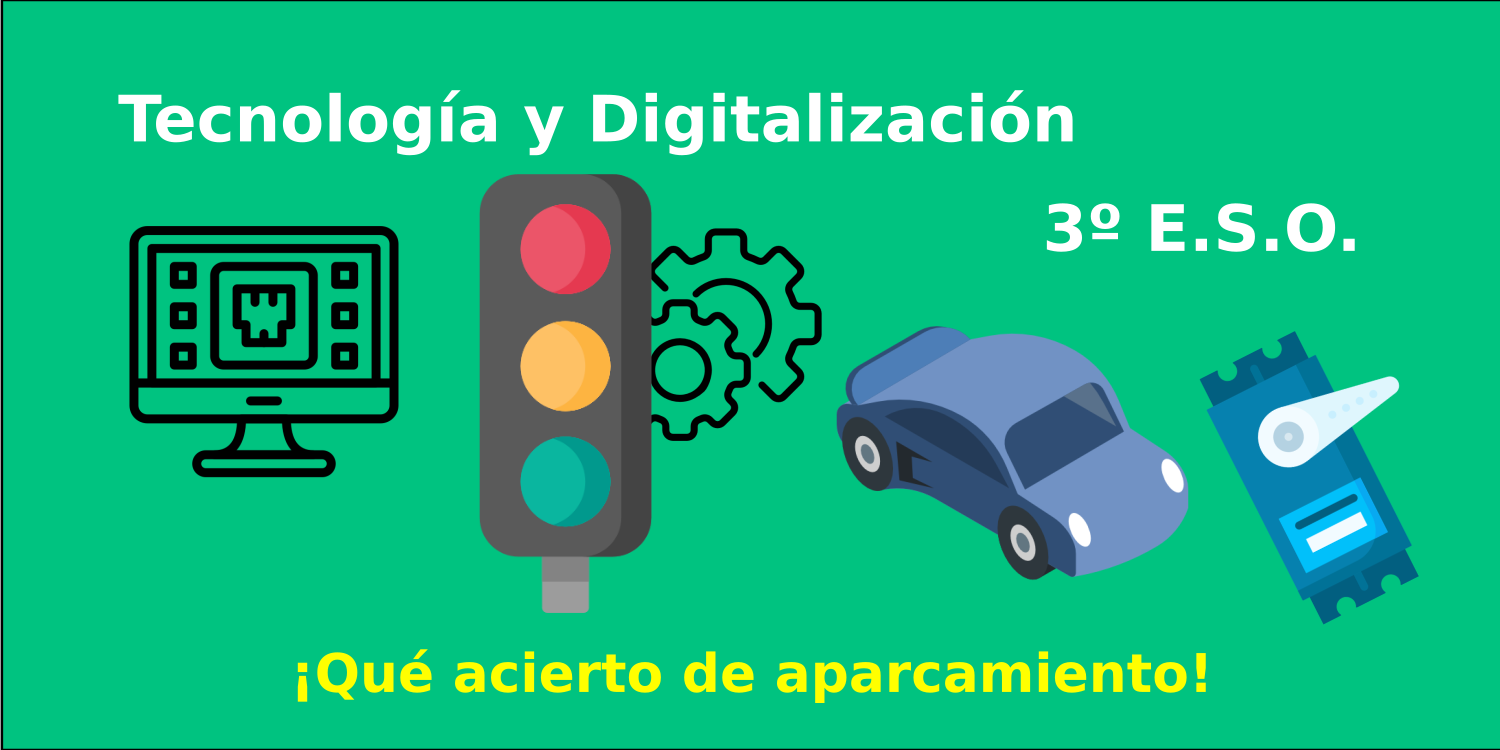 Tecnología y Digitalización
3º E.S.O.
¡Qué acierto de aparcamiento!